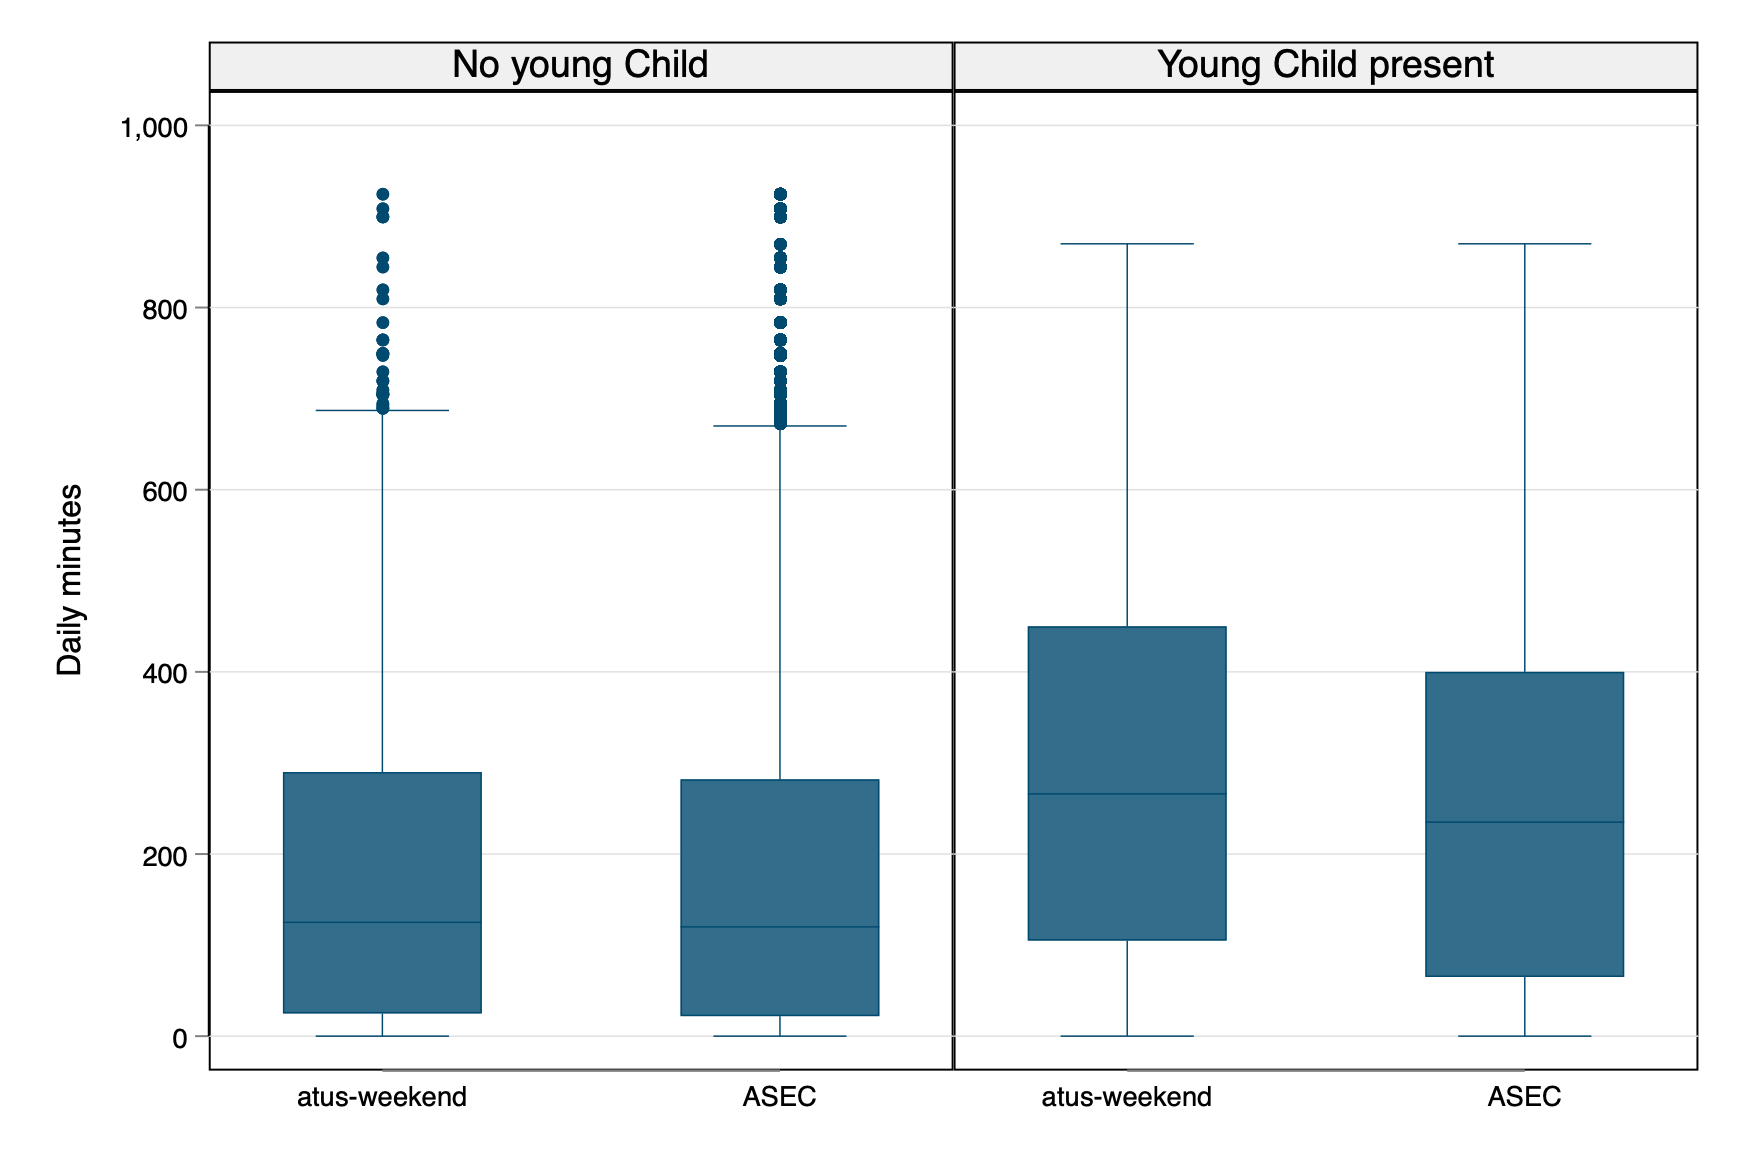 No young Child
Young Child present
1,000
800
600
400
200
0
Daily minutes
atus-weekend
ASEC
atus-weekend
ASEC